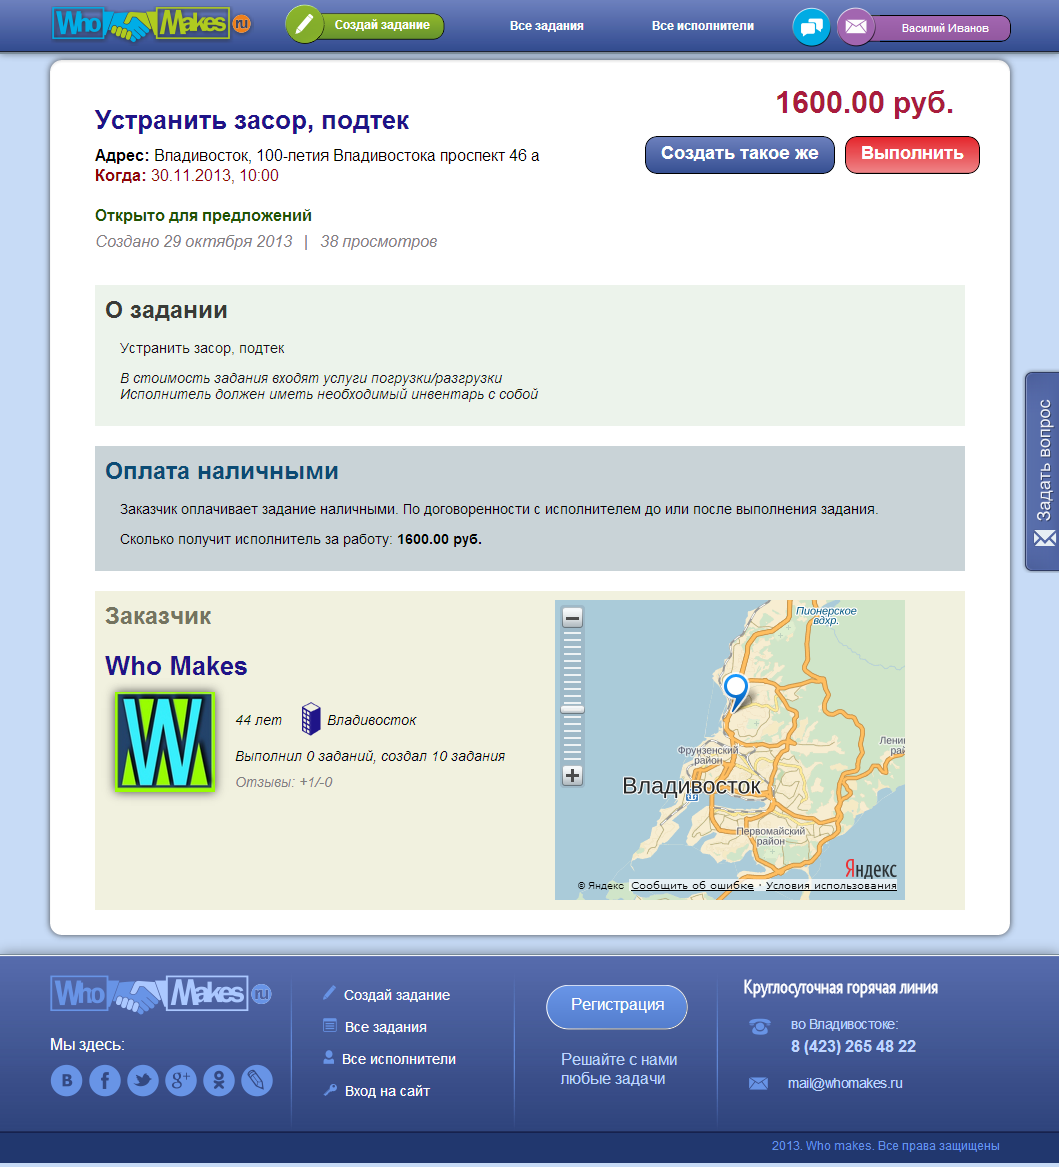 Who Makes ru
Создай задание
Все задания
Все исполнители
Василий Иванов
1600.00 руб.
Устранить засор, подтек
Создать такое же
Выполнить
Адрес: Владивосток, 100-летия Владивостока проспект 46 а
Когда: 30.11.2013, 10:00
Открыто для предложений
Создано 29 октября 2013 | 38 просмотров
О задании
Устранить засор, подтек
В стоимость задания входят услуги погрузки/разгрузки
Исполнитель должен иметь необходимый инвентарь с собой
Задать вопрос
Оплата наличными
Заказчик оплачивает задание наличными. По договоренности с исполнителем до или после выполнения задания.
Сколько получит исполнитель за работу: 1600.00 руб.
Заказчик
Who Makes
W
44 лет
Владивосток
Выполнил 0 заданий, создал 10 задания
Отзывы: +1/-0
Пионерское
вдхр.
Фрунзенский
район
Владивосток
Первомайский
район
Ленин
рай
Яндекс
© Яндекс Сообщить об ошибке · Условия использования
Who Makes ru
Мы здесь:
В f g+
Создай задание
Все задания
Все исполнители
Вход на сайт
Регистрация
Решайте с нами
любые задачи
Круглосуточная горячая линия
во Владивостоке:
8 (423) 265 48 22
mail@whomakes.ru
2013. Who makes. Все права защищены